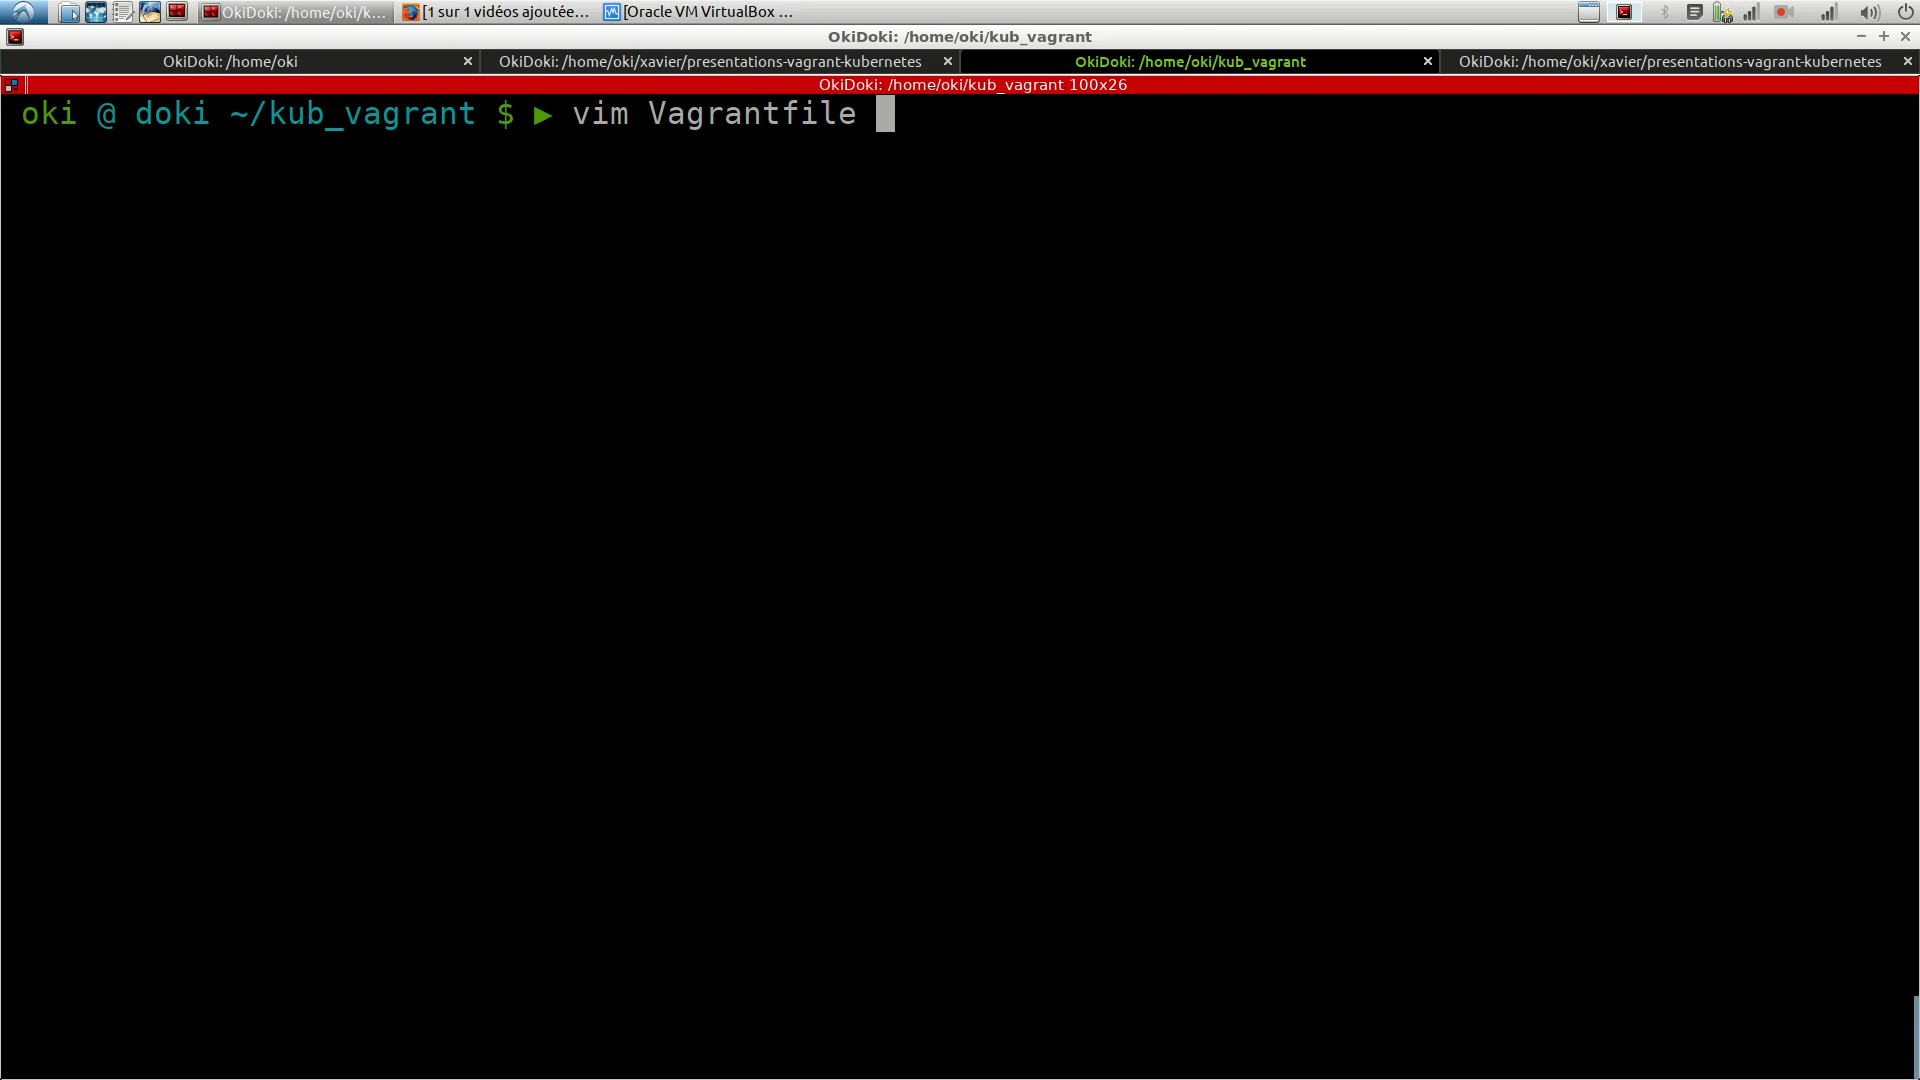 OkiDoki: /home/oki/k... [1 sur 1 vidéos ajoutée... [Oracle VM VirtualBox ...
OkiDoki: /home/oki/kub_vagrant
OkiDoki: /home/oki OkiDoki: /home/oki/xavier/presentations-vagrant-kubernetes OkiDoki: /home/oki/kub_vagrant OkiDoki: /home/oki/xavier/presentations-vagrant-kubernetes
OkiDoki: /home/oki/kub_vagrant 100x26
oki @ doki ~/kub_vagrant $ ▶ vim Vagrantfile